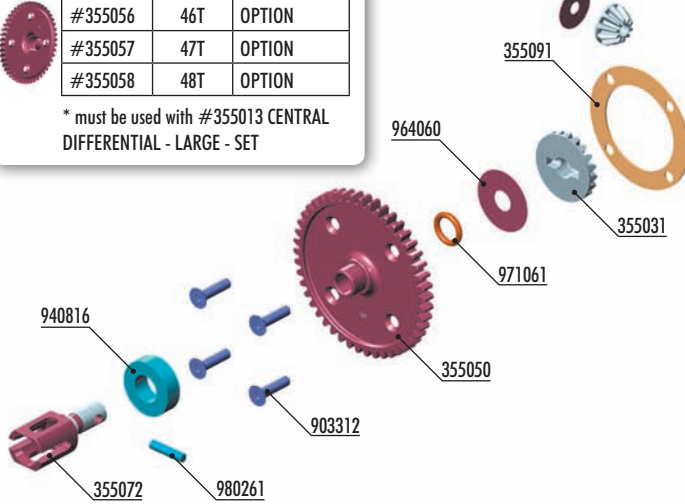 #355056 46T OPTION
#355057 47T OPTION
#355058 48T OPTION
* must be used with #355013 CENTRAL
DIFFERENTIAL - LARGE - SET
355091
964060
355031
971061
940816
355050
903312
355072
980261